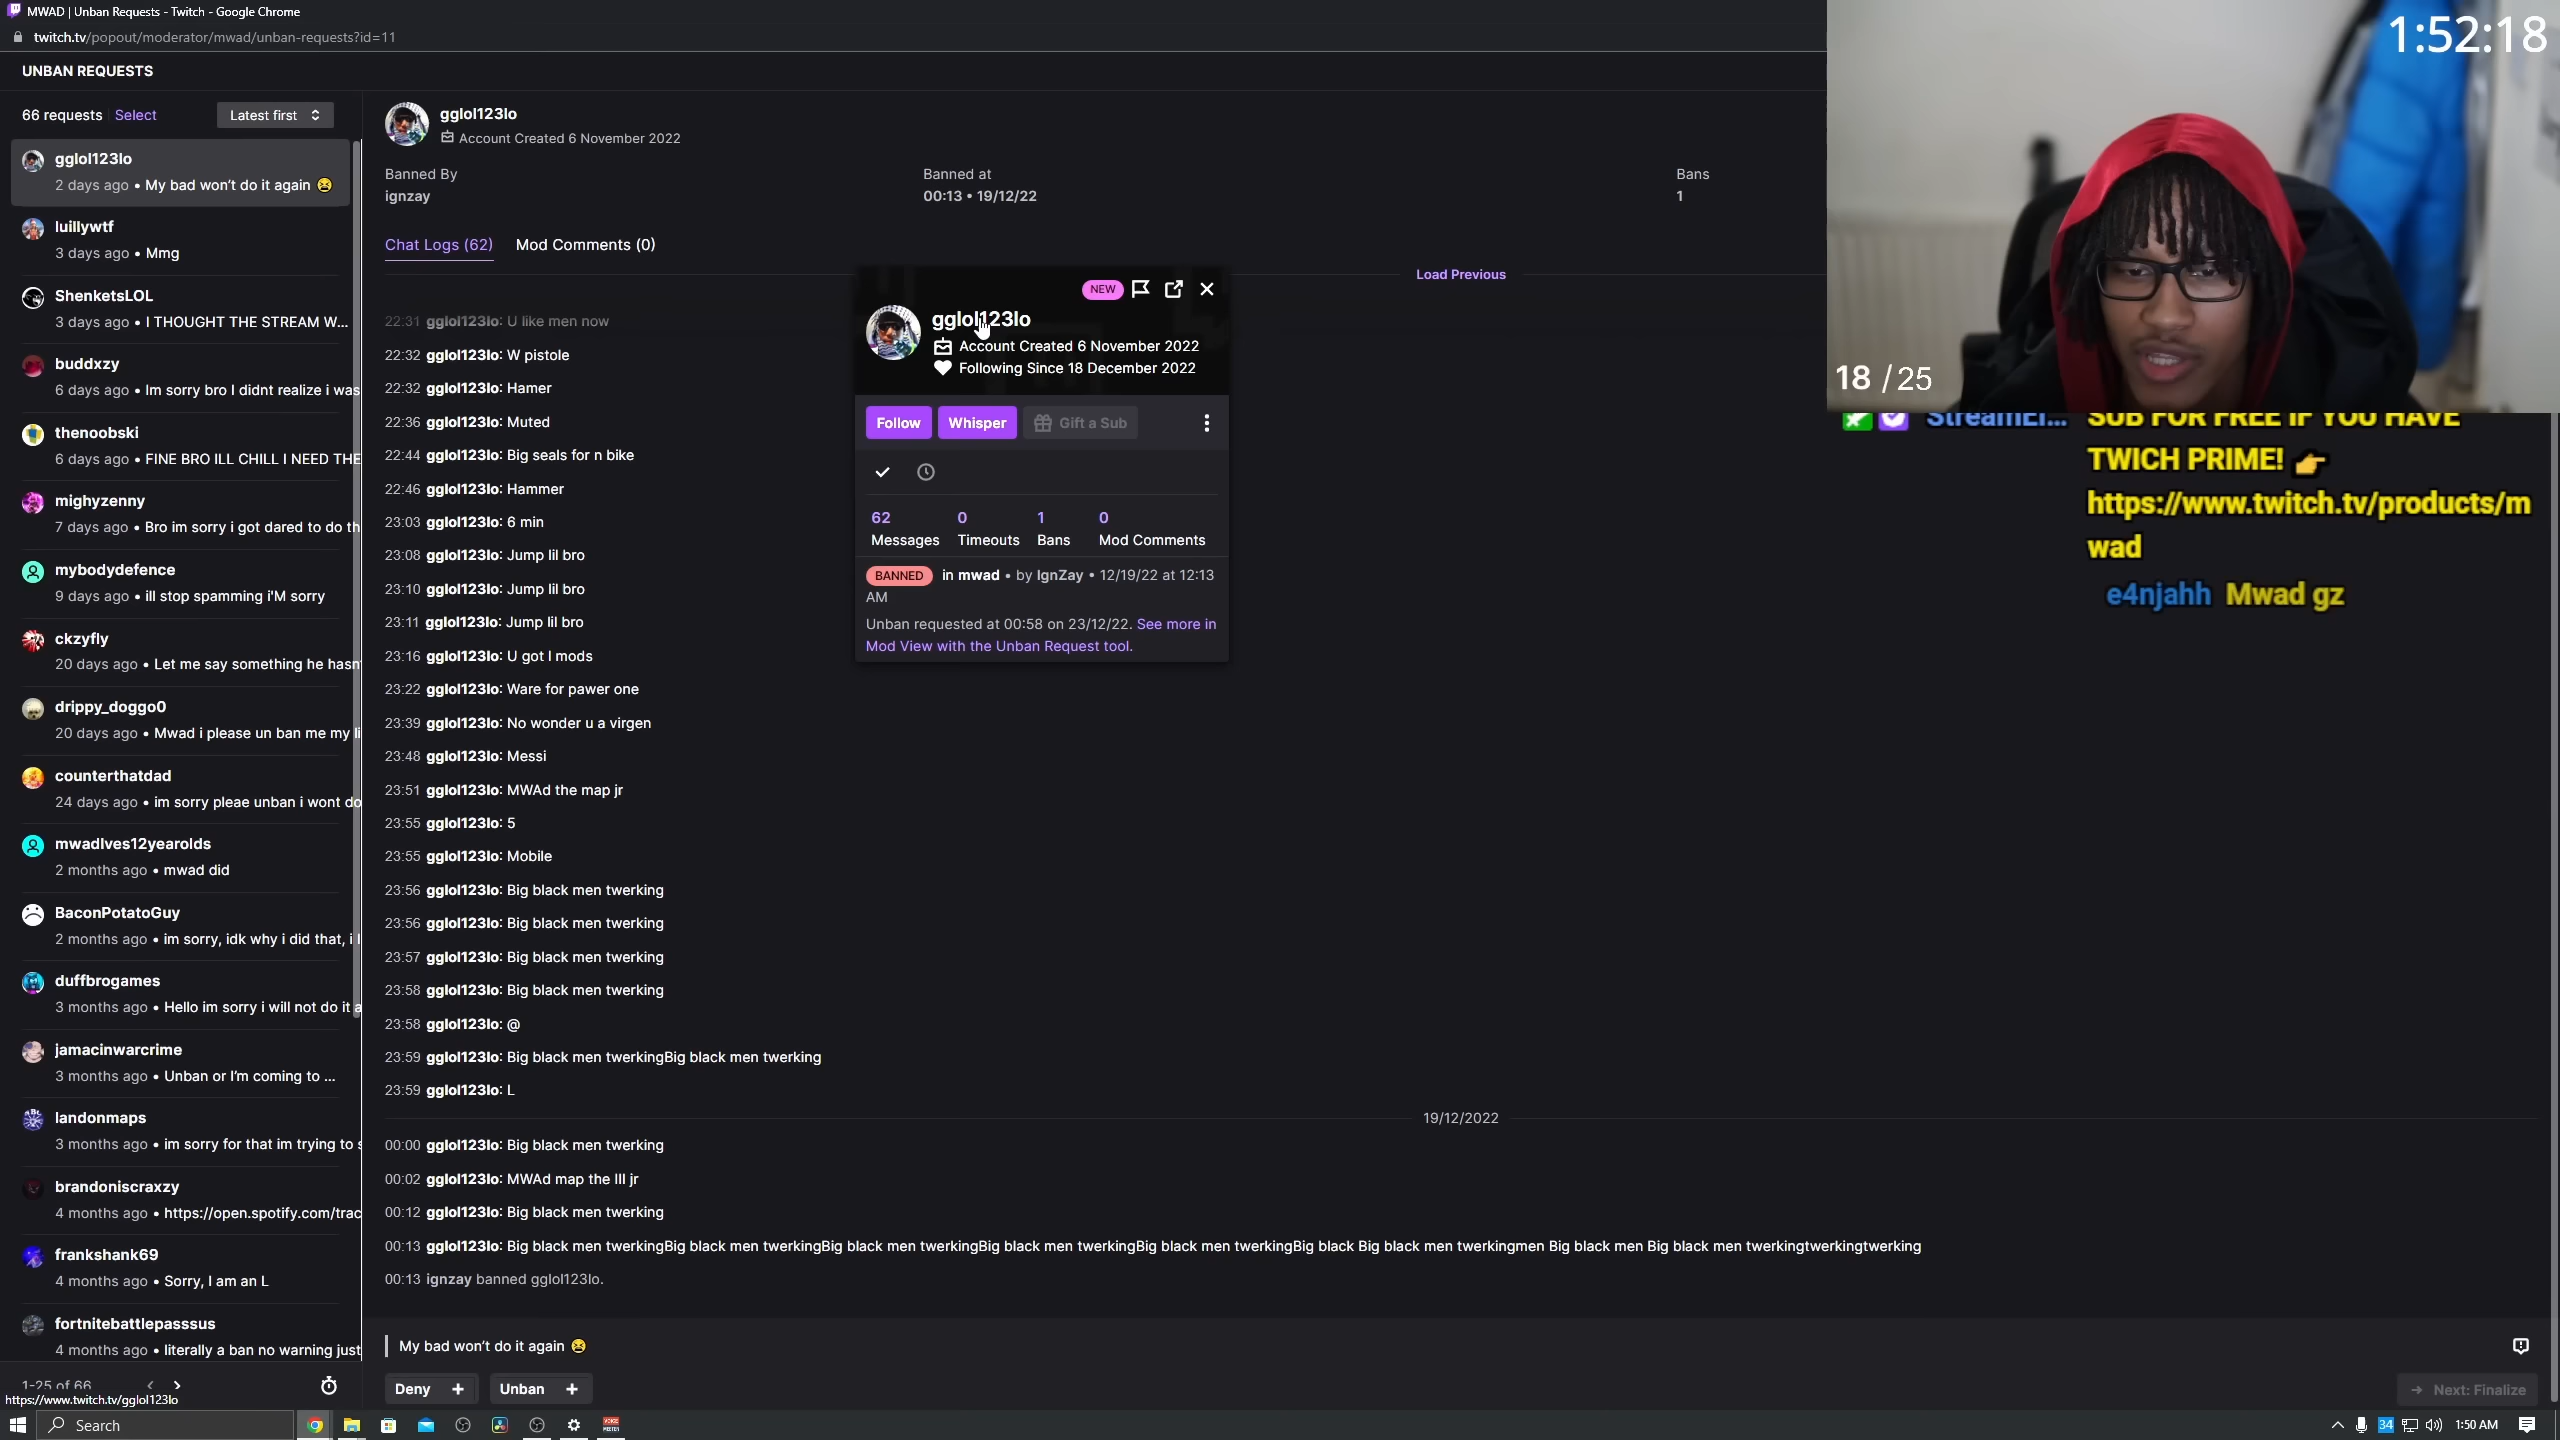 MWAD | Unban Requests - Twitch - Google Chrome
twitch.tv/popout/moderator/mwad/unban-requests?id=11
1:52:18
UNBAN REQUESTS
66 requests Select Latest first
gglol123lo
2 days ago • My bad won't do it again 😫
luillywtf
3 days ago • Mmg
ShenketsLOL
3 days ago • I THOUGHT THE STREAM W...
buddxzy
6 days ago • Im sorry bro I didnt realize i was
thenoobski
6 days ago • FINE BRO ILL CHILL I NEED THE
mighyzenny
7 days ago • Bro im sorry i got dared to do th
mybodydefence
9 days ago • ill stop spamming i'M sorry
ckzyfly
20 days ago • Let me say something he hasn
drippy_doggo0
20 days ago • Mwad i please un ban me my li
counterthatdad
24 days ago • im sorry pleae unban i wont do
mwadlves12yearolds
2 months ago • mwad did
BaconPotatoGuy
2 months ago • im sorry, idk why i did that, i l
duffbrogames
3 months ago • Hello im sorry i will not do it a
jamacinwarcrime
3 months ago • Unban or I'm coming to ...
landonmaps
3 months ago • im sorry for that im trying to s
brandoniscraxzy
4 months ago • https://open.spotify.com/trac
frankshank69
4 months ago • Sorry, I am an L
fortnitebattlepasssus
4 months ago • literally a ban no warning just
1-25 of 66
https://www.twitch.tv/gglol123lo
gglol123lo
Account Created 6 November 2022
Banned By Banned at Bans
ignzay 00:13 • 19/12/22 1
Chat Logs (62) Mod Comments (0)
Load Previous
22:31 gglol123lo: U like men now
22:32 gglol123lo: W pistole
22:32 gglol123lo: Hamer
22:36 gglol123lo: Muted
22:44 gglol123lo: Big seals for n bike
22:46 gglol123lo: Hammer
23:03 gglol123lo: 6 min
23:08 gglol123lo: Jump lil bro
23:10 gglol123lo: Jump lil bro
23:11 gglol123lo: Jump lil bro
23:16 gglol123lo: U got I mods
23:22 gglol123lo: Ware for pawer one
23:39 gglol123lo: No wonder u a virgen
23:48 gglol123lo: Messi
23:51 gglol123lo: MWAd the map jr
23:55 gglol123lo: 5
23:55 gglol123lo: Mobile
23:56 gglol123lo: Big black men twerking
23:56 gglol123lo: Big black men twerking
23:57 gglol123lo: Big black men twerking
23:58 gglol123lo: Big black men twerking
23:58 gglol123lo: @
23:59 gglol123lo: Big black men twerkingBig black men twerking
23:59 gglol123lo: L
19/12/2022
00:00 gglol123lo: Big black men twerking
00:02 gglol123lo: MWAd map the lll jr
00:12 gglol123lo: Big black men twerking
00:13 gglol123lo: Big black men twerkingBig black men twerkingBig black men twerkingBig black men twerkingBig black men twerkingBig black Big black men twerkingmen Big black men Big black men twerkingtwerkingtwerking
00:13 ignzay banned gglol123lo.
My bad won't do it again 😫
Deny + Unban +
Next: Finalize
NEW
gglol123lo
Account Created 6 November 2022
Following Since 18 December 2022
Follow Whisper Gift a Sub
62 0 1 0
Messages Timeouts Bans Mod Comments
BANNED in mwad • by IgnZay • 12/19/22 at 12:13
AM
Unban requested at 00:58 on 23/12/22. See more in
Mod View with the Unban Request tool.
18 / 25
StreamEl... SUB FOR FREE IF YOU HAVE
TWICH PRIME! 👉
https://www.twitch.tv/products/m
wad
e4njahh Mwad gz
Search
VOICE
MEETER
34
1:50 AM